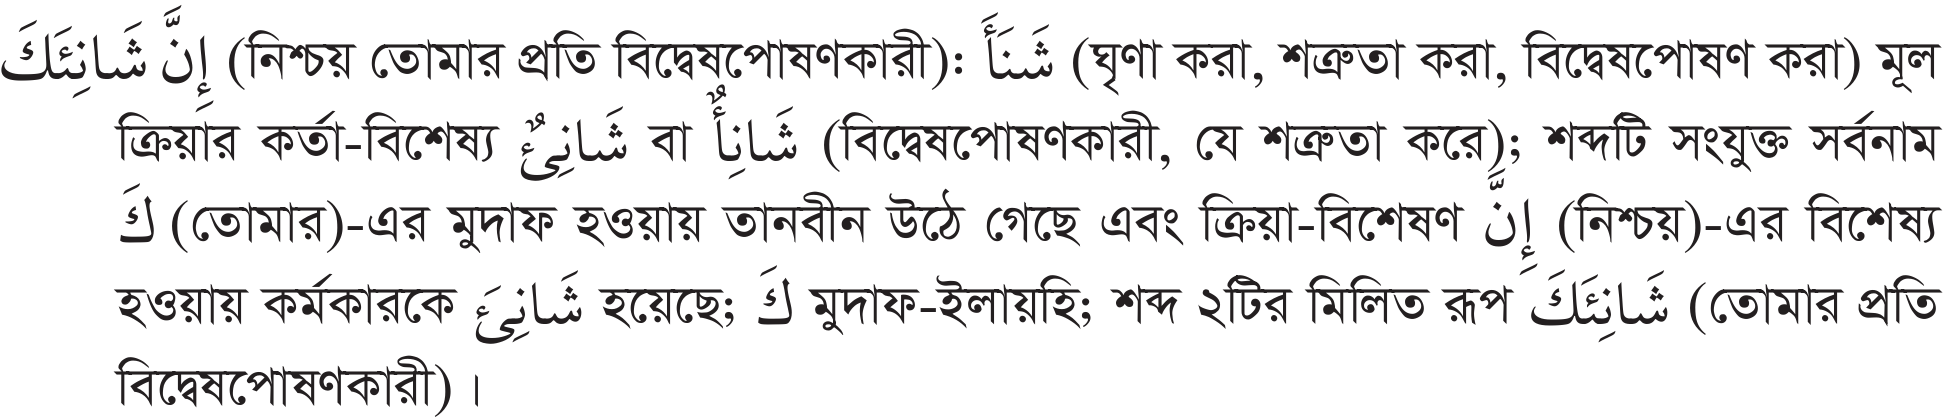 إِنَّ شَانِئَكَ (নিশ্চয় তোমার প্রতি বিদ্বেষপোষণকারী): شَنَأَ (ঘৃণা করা, শত্রুতা করা, বিদ্বেষপোষণ করা) মূল
ক্রিয়ার কর্তা-বিশেষ্য شَانِئٌ বা شَانِأٌ (বিদ্বেষপোষণকারী, যে শত্রুতা করে); শব্দটি সংযুক্ত সর্বনাম
كَ (তোমার)-এর মুদাফ হওয়ায় তানবীন উঠে গেছে এবং ক্রিয়া-বিশেষণ إِنَّ (নিশ্চয়)-এর বিশেষ্য
হওয়ায় কর্মকারকে شَانِئَ হয়েছে; كَ মুদাফ-ইলায়হি; শব্দ ২টির মিলিত রূপ شَانِئَكَ (তোমার প্রতি
বিদ্বেষপোষণকারী)।